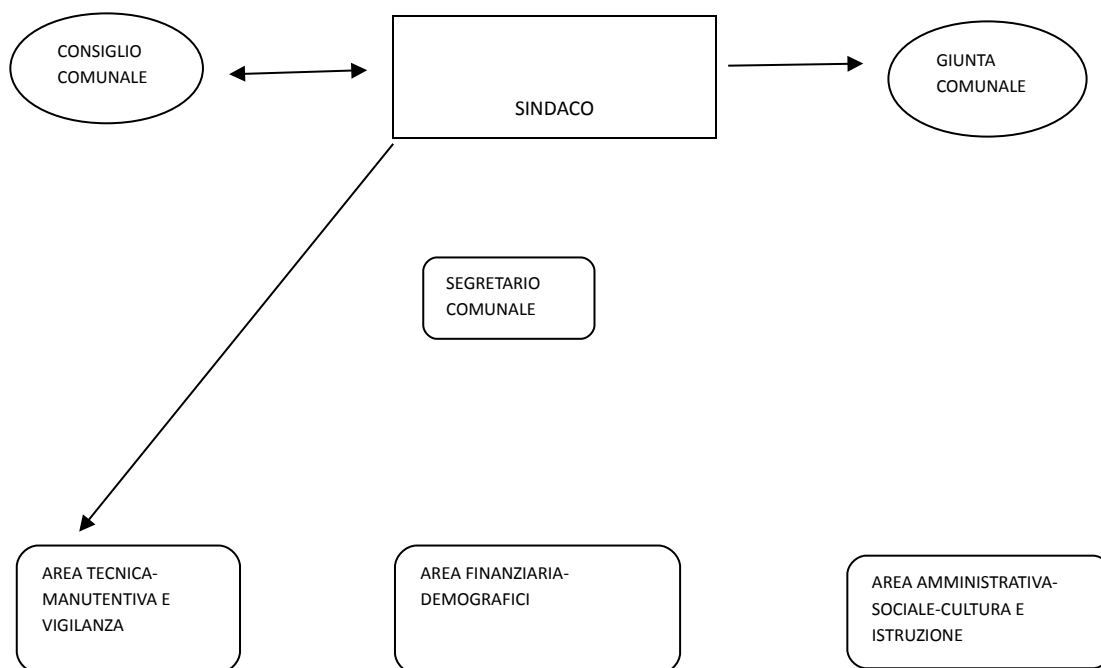 CONSIGLIO
COMUNALE
SINDACO
GIUNTA
COMUNALE
SEGRETARIO
COMUNALE
AREA TECNICA-
MANUTENTIVA E
VIGILANZA
AREA FINANZIARIA-
DEMOGRAFICI
AREA AMMINISTRATIVA-
SOCIALE-CULTURA E
ISTRUZIONE